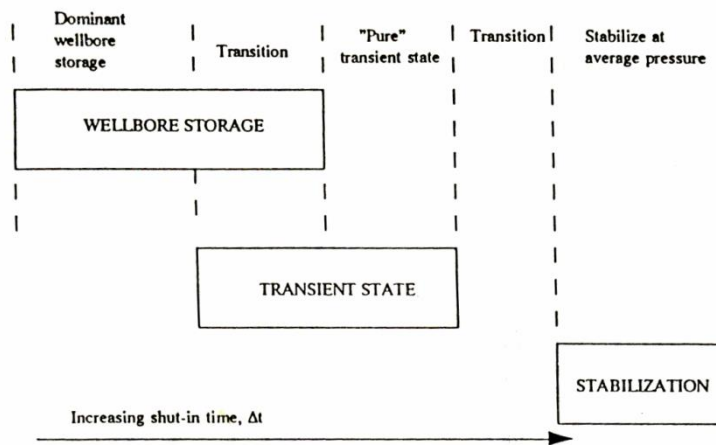 Dominant
wellbore
storage
Transition
"Pure"
transient state
Transition
Stabilize at
average pressure
WELLBORE STORAGE
TRANSIENT STATE
STABILIZATION
Increasing shut-in time, Δt